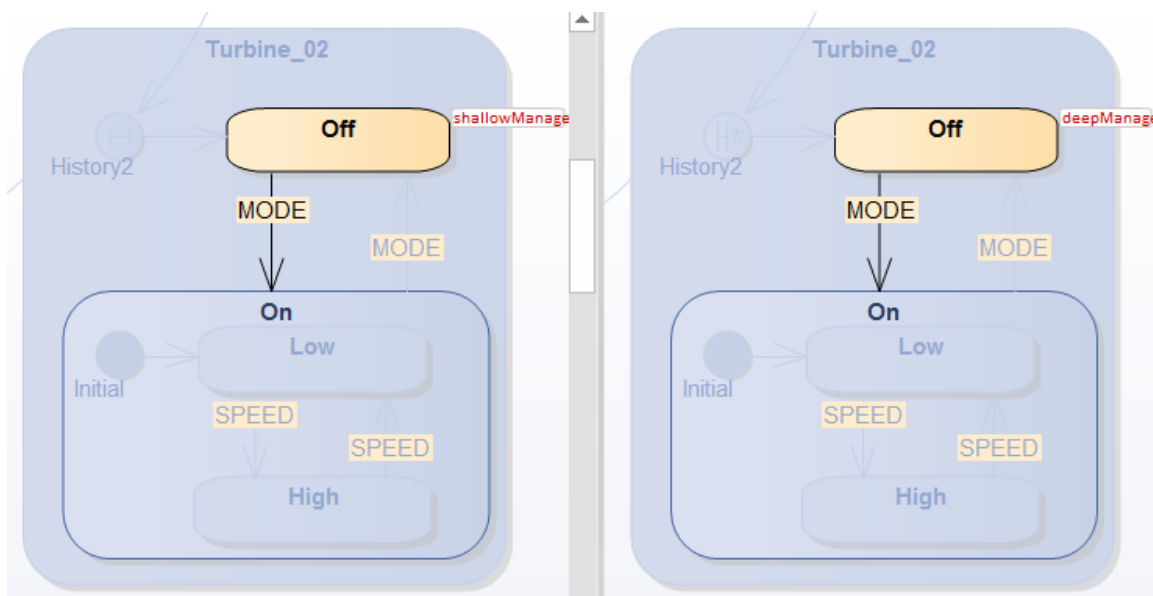 Turbine_02
Off
shallowManage
H
History2
MODE
MODE
On
Low
Initial
SPEED
SPEED
High
Turbine_02
Off
deepManage
H*
History2
MODE
MODE
On
Low
Initial
SPEED
SPEED
High